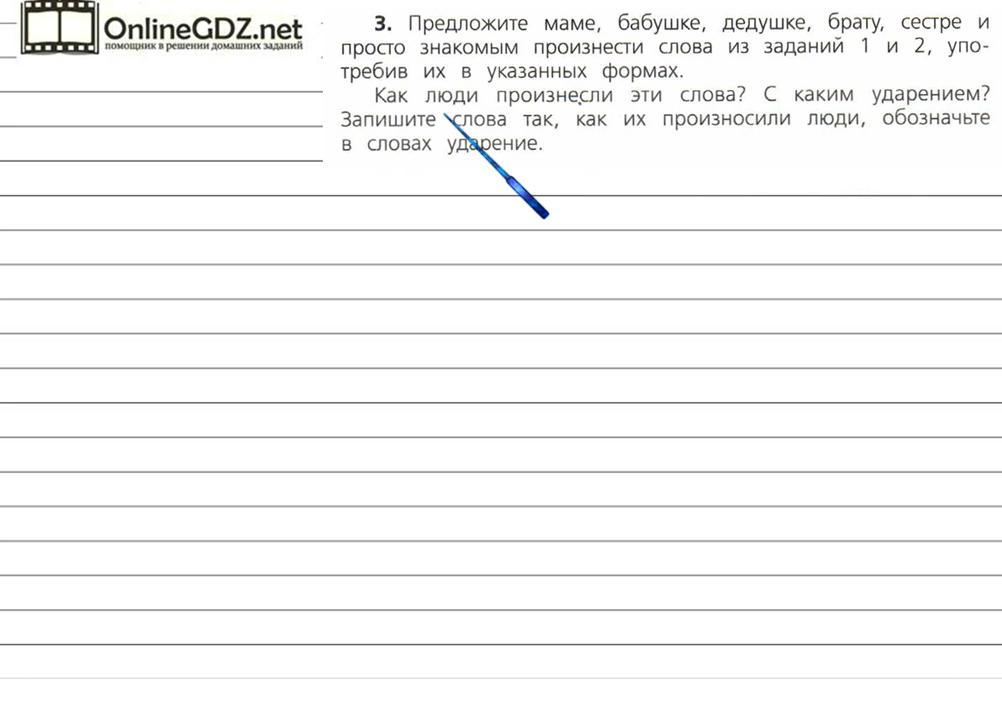 OnlineGDZ.net
помощник в решении домашних заданий
3. Предложите маме, бабушке, дедушке, брату, сестре и
просто знакомым произнести слова из заданий 1 и 2, упо-
требив их в указанных формах.
Как люди произнесли эти слова? С каким ударением?
Запишите слова так, как их произносили люди, обозначьте
в словах ударение.